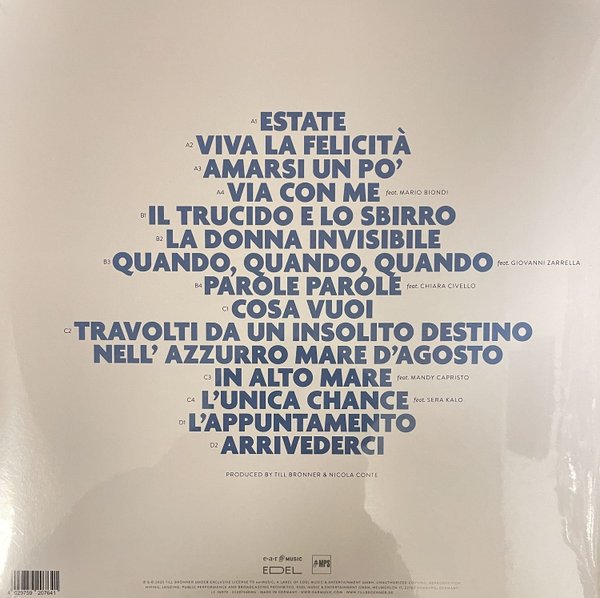 A1 ESTATE
A2 VIVA LA FELICITÀ
A3 AMARSI UN PO'
A4 VIA CON ME feat. MARIO BIONDI
B1 IL TRUCIDO E LO SBIRRO
B2 LA DONNA INVISIBILE
B3 QUANDO, QUANDO, QUANDO feat. GIOVANNI ZARRELLA
B4 PAROLE PAROLE feat. CHIARA CIVELLO
C1 COSA VUOI
C2 TRAVOLTI DA UN INSOLITO DESTINO
NELL' AZZURRO MARE D'AGOSTO
C3 IN ALTO MARE feat. MANDY CAPRISTO
C4 L'UNICA CHANCE feat. SERA KALO
D1 L'APPUNTAMENTO
D2 ARRIVEDERCI
PRODUCED BY TILL BRÖNNER & NICOLA CONTE
e·a·r MUSIC
EDEL
MPS
4 029759 207641
MADE IN GERMANY